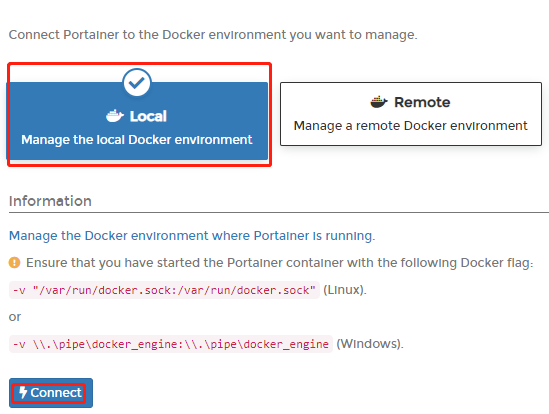 Connect Portainer to the Docker environment you want to manage.
Local
Manage the local Docker environment
Remote
Manage a remote Docker environment
Information
Manage the Docker environment where Portainer is running.
Ensure that you have started the Portainer container with the following Docker flag:
-v "/var/run/docker.sock:/var/run/docker.sock" (Linux).
or
-v \\.\pipe\docker_engine:\\.\pipe\docker_engine (Windows).
Connect